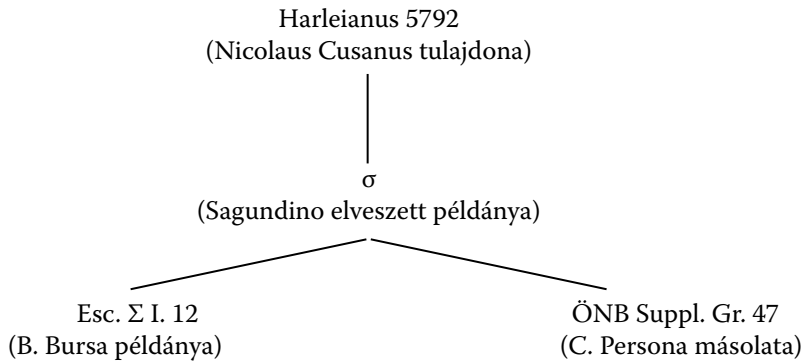 Harleianus 5792
(Nicolaus Cusanus tulajdona)
σ
(Sagundino elveszett példánya)
Esc. Σ I. 12
(B. Bursa példánya)
ÖNB Suppl. Gr. 47
(C. Persona másolata)